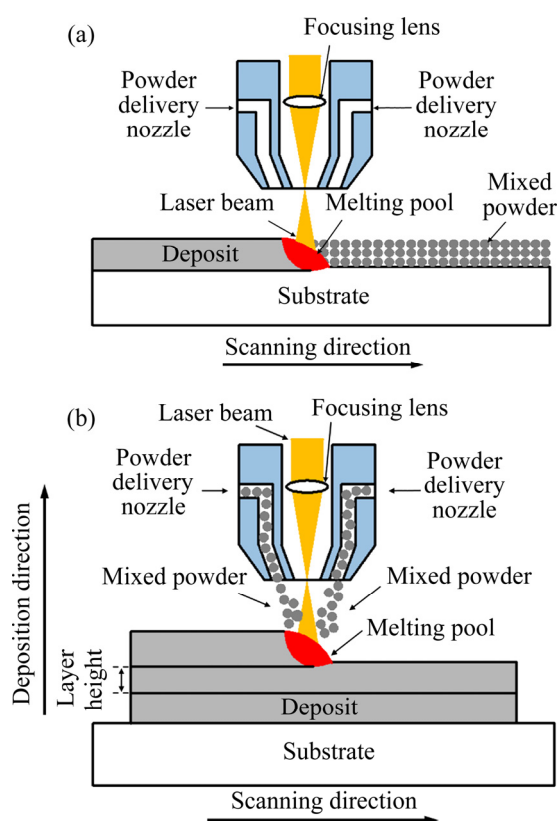 (a)
Focusing lens
Powder
delivery
nozzle
Powder
delivery
nozzle
Laser beam
Melting pool
Mixed
powder
Deposit
Substrate
Scanning direction
(b)
Laser beam
Focusing lens
Powder
delivery
nozzle
Powder
delivery
nozzle
Mixed powder
Mixed powder
Melting pool
Deposition direction
Layer
height
Deposit
Substrate
Scanning direction